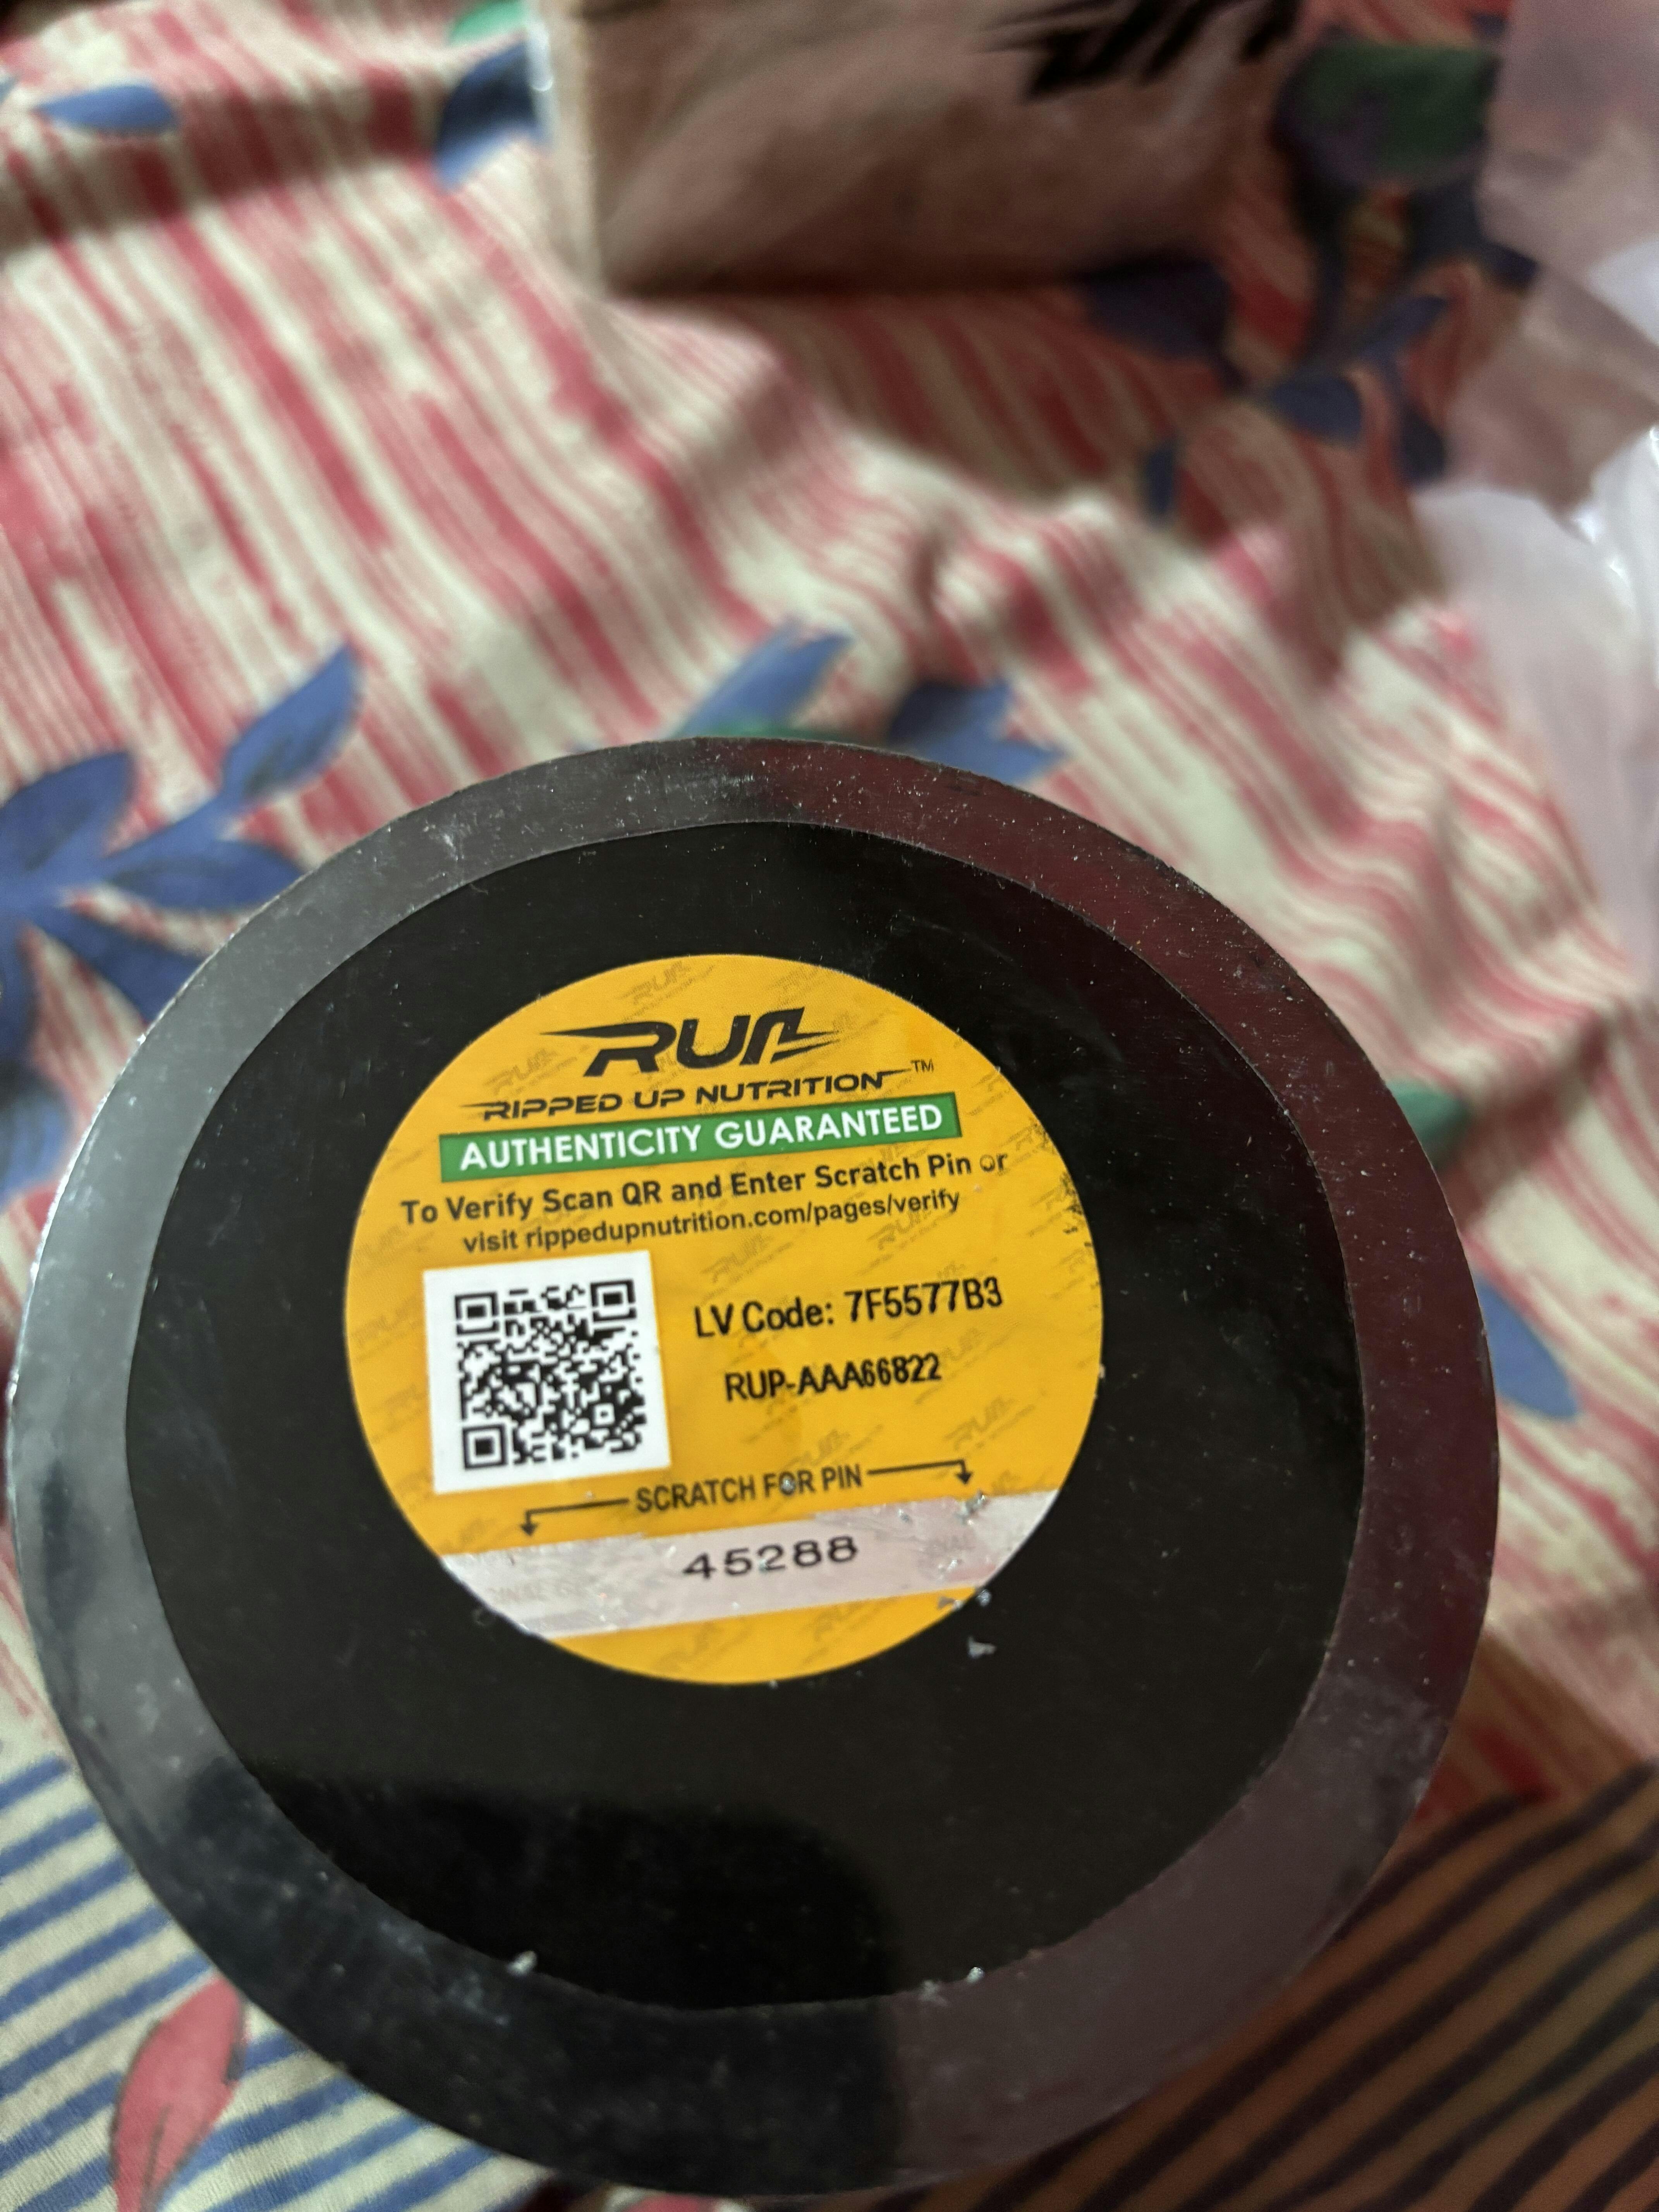 RUN
RIPPED UP NUTRITION™
AUTHENTICITY GUARANTEED
To Verify Scan QR and Enter Scratch Pin or
visit rippedupnutrition.com/pages/verify
LV Code: 7F5577B3
RUP-AAA66822
SCRATCH FOR PIN
45288